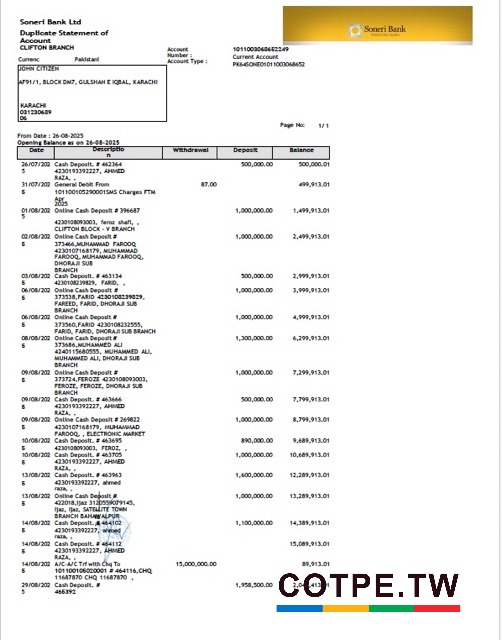 Soneri Bank Ltd
Duplicate Statement of
Account
CLIFTON BRANCH
Soneri Bank
Account
Number :
1011003068652249
Account Type :
Current Account
PK64SONE01011003068652
Currenc
Pakistani
JOHN CITIZEN
AF91/1, BLOCK DM7, GULSHAN E IQBAL, KARACHI
KARACHI
031230689
06
Page No: 1/1
From Date : 26-08-2025
Opening Balance as on 26-08-2025
Date Descriptio n Withdrawal Deposit Balance
26/07/202 Cash Deposit. # 462364 500,000.00 500,000.01
5 4230193392227, AHMED
RAZA, ,
31/07/202 General Debit From 87.00 499,913.01
5 101100105290001SMS Charges FTM
Apr
2025
01/08/202 Online Cash Deposit # 396687 1,000,000.00 1,499,913.01
5
4230108093003, feroz shafi, ,
CLIFTON BLOCK - V BRANCH
02/08/202 Online Cash Deposit # 1,000,000.00 2,499,913.01
5 373466,MUHAMMAD FAROOQ
4230107168179, MUHAMMAD
FAROOQ, MUHAMMAD FAROOQ,
DHORAJI SUB
BRANCH
03/08/202 Cash Deposit. # 463134 500,000.00 2,999,913.01
5 4230108239829, FARID, ,
06/08/202 Online Cash Deposit # 1,000,000.00 3,999,913.01
5 373538,FARID 4230108239829,
FAREED, FARID, DHORAJI SUB
BRANCH
06/08/202 Online Cash Deposit # 1,000,000.00 4,999,913.01
5 373560,FARID 4230108232555,
FARID, FARID, DHORAJI SUB BRANCH
08/08/202 Online Cash Deposit # 1,300,000.00 6,299,913.01
5 373686,MUHAMMED ALI
4240115680555, MUHAMMED ALI,
MUHAMMED ALI, DHORAJI SUB
BRANCH
09/08/202 Online Cash Deposit # 1,000,000.00 7,299,913.01
5 373724,FEROZE 4230108093003,
FEROZE, FEROZE, DHORAJI SUB
BRANCH
09/08/202 Cash Deposit. # 463666 500,000.00 7,799,913.01
5 4230193392227, AHMED
RAZA, ,
09/08/202 Online Cash Deposit # 269822 1,000,000.00 8,799,913.01
5 4230107168179, MUHAMMAD
FAROOQ, , ELECTRONIC MARKET
10/08/202 Cash Deposit. # 463695 890,000.00 9,689,913.01
5 4230108093003, FEROZ, ,
10/08/202 Cash Deposit. # 463705 1,000,000.00 10,689,913.01
5 4230193392227, AHMED
RAZA, ,
13/08/202 Cash Deposit. # 463963 1,600,000.00 12,289,913.01
5 4230193392227, ahmed
raza, ,
13/08/202 Online Cash Deposit # 1,000,000.00 13,289,913.01
5 422018,Ijaz 3120559079145,
Ijaz, Ijaz, SATELLITE TOWN
BRANCH BAHAWALPUR
14/08/202 Cash Deposit. # 464102 1,100,000.00 14,389,913.01
5 4230193392227, ahmed
raza, ,
14/08/202 Cash Deposit. # 464112 15,089,913.01
5 4230193392227, AHMED
RAZA, ,
14/08/202 A/C-A/C Trf with Chq To 15,000,000.00 89,913.01
5 101100105020001 # 464116,CHQ
11687870 CHQ 11687870 ,
29/08/202 Cash Deposit. # 1,958,500.00
5 465392
COTPE.TW